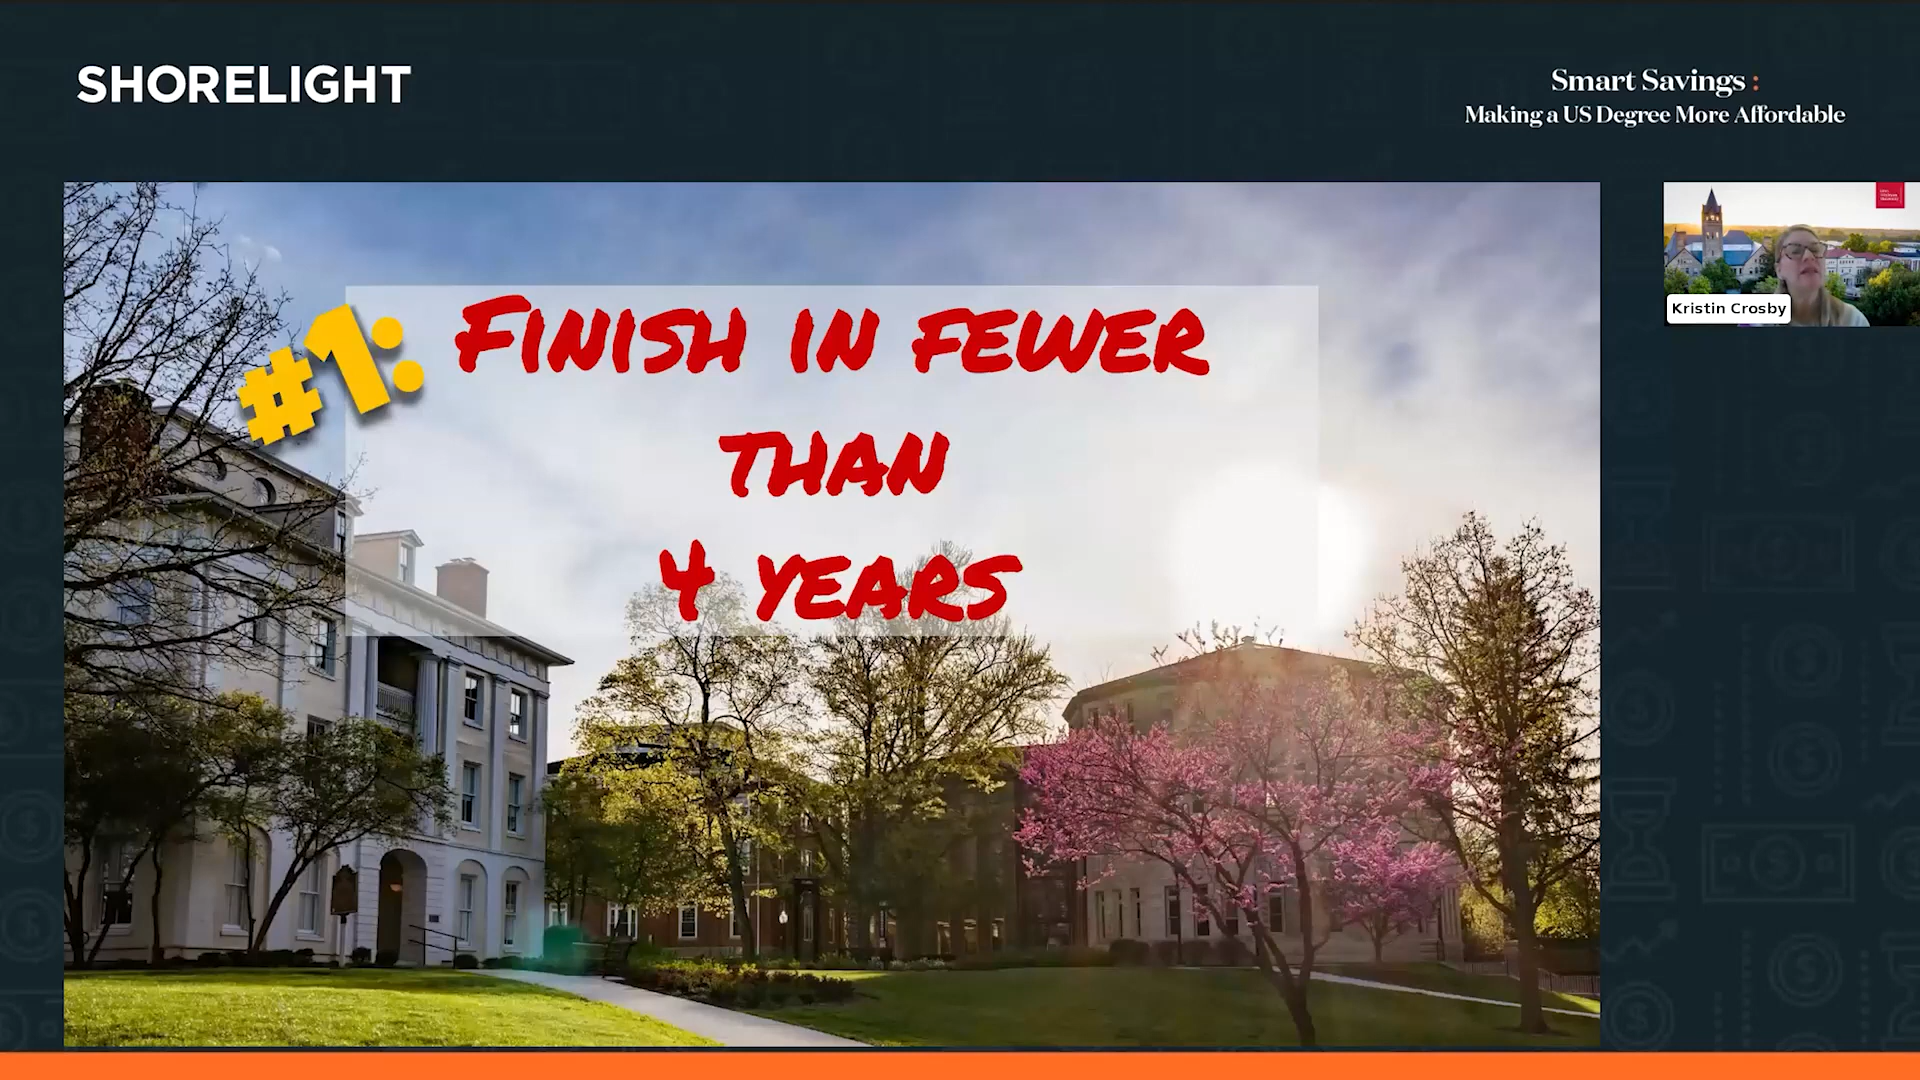 SHORELIGHT
Smart Savings :
Making a US Degree More Affordable
#1:
FINISH IN FEWER
THAN
4 YEARS
Kristin Crosby